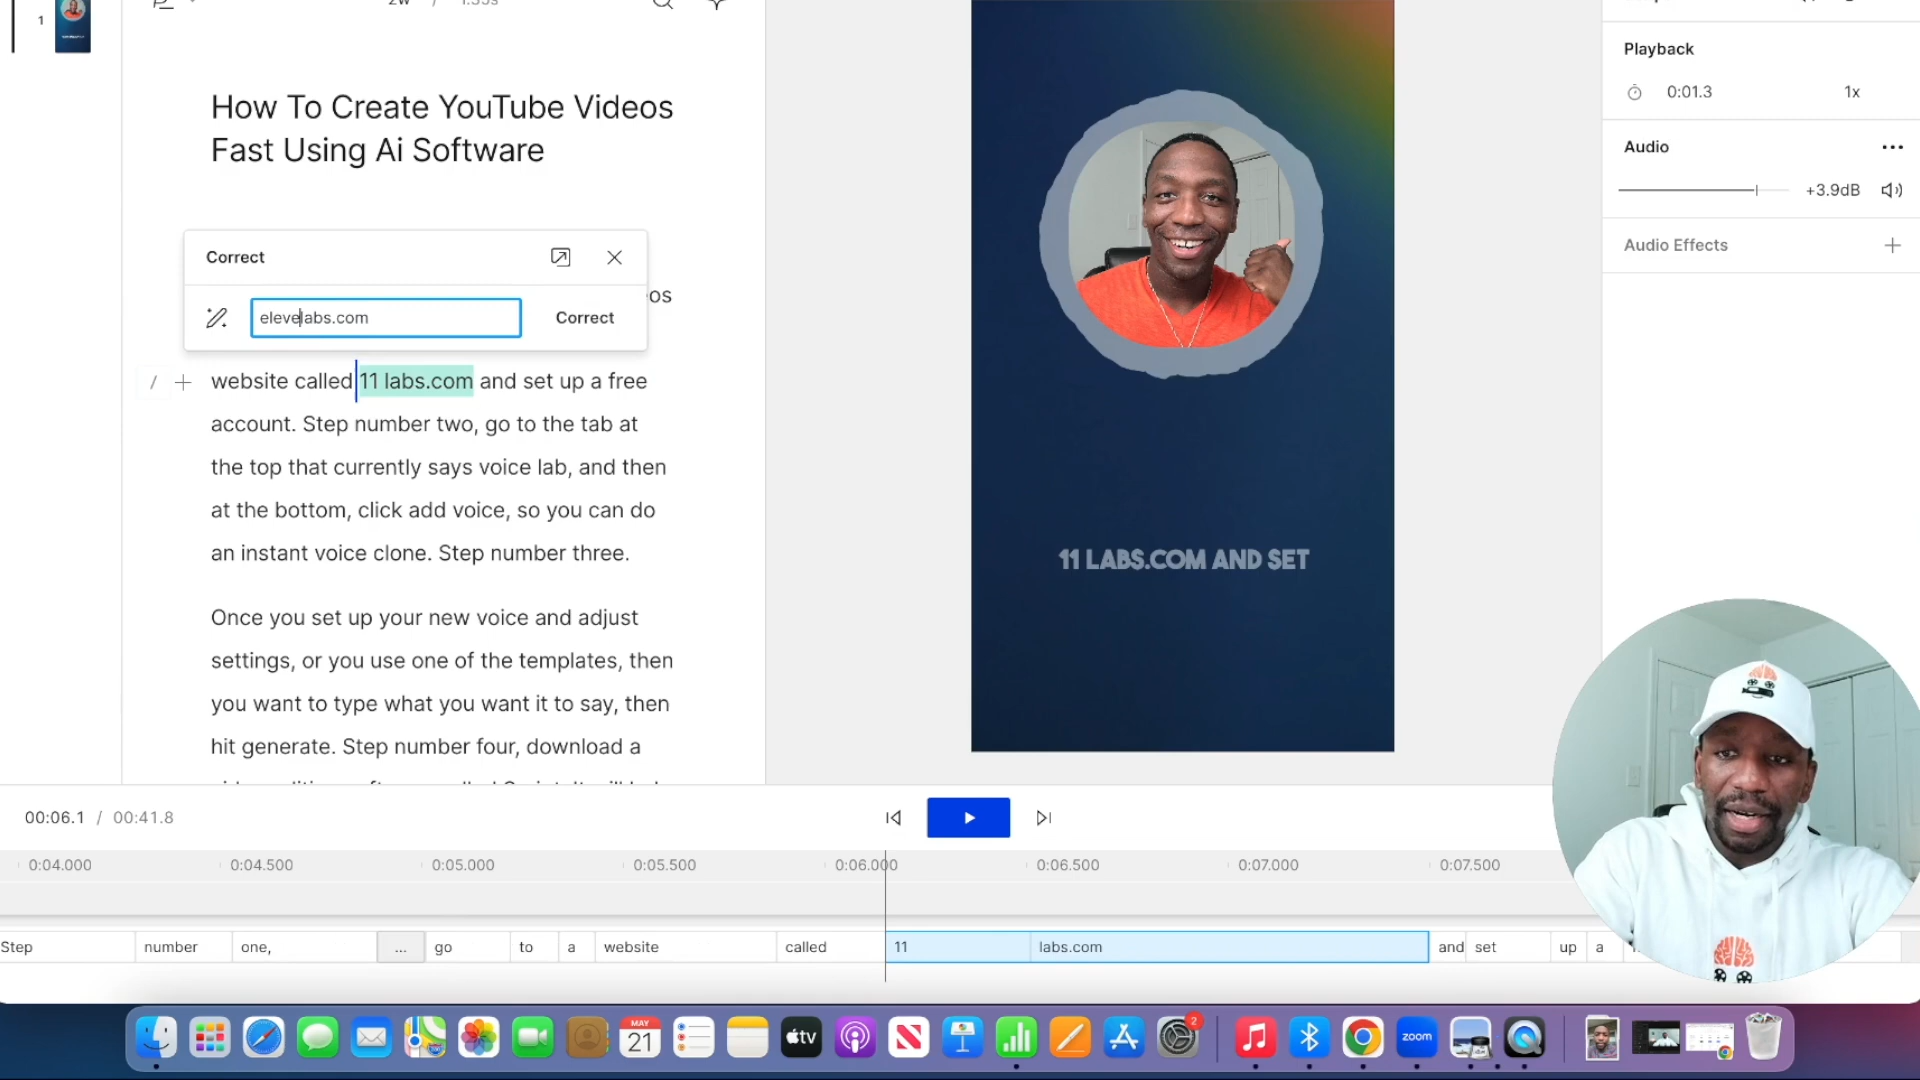 1
How To Create YouTube Videos
Fast Using Ai Software
Correct
elevelabs.com
Correct
os
website called 11 labs.com and set up a free
account. Step number two, go to the tab at
the top that currently says voice lab, and then
at the bottom, click add voice, so you can do
an instant voice clone. Step number three.
Once you set up your new voice and adjust
settings, or you use one of the templates, then
you want to type what you want it to say, then
hit generate. Step number four, download a
11 LABS.COM AND SET
Playback
0:01.3
1x
Audio
+3.9dB
Audio Effects
00:06.1 / 00:41.8
0:04.000
0:04.500
0:05.000
0:05.500
0:06.000
0:06.500
0:07.000
0:07.500
Step
number
one,
...
go
to
a
website
called
11
labs.com
and
set
up
a
MAY
21
tv
2
zoom